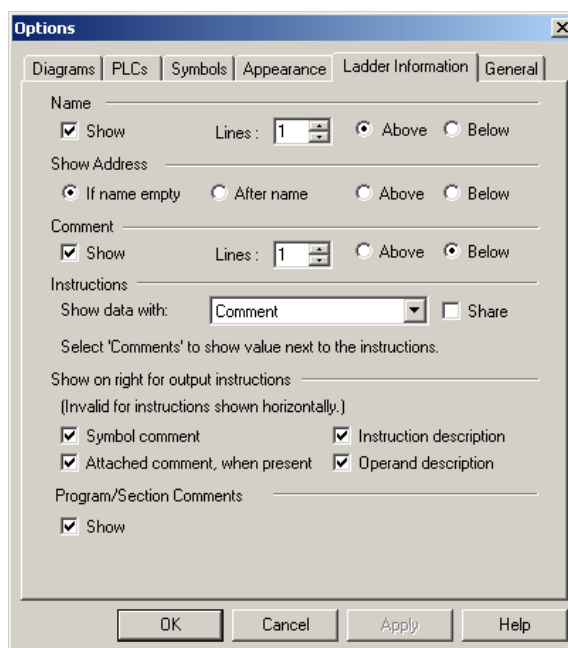 Options
Diagrams PLCs Symbols Appearance Ladder Information General
Name
Show Lines : 1 Above Below
Show Address
If name empty After name Above Below
Comment
Show Lines : 1 Above Below
Instructions
Show data with: Comment Share
Select 'Comments' to show value next to the instructions.
Show on right for output instructions
(Invalid for instructions shown horizontally.)
Symbol comment Instruction description
Attached comment, when present Operand description
Program/Section Comments
Show
OK Cancel Apply Help